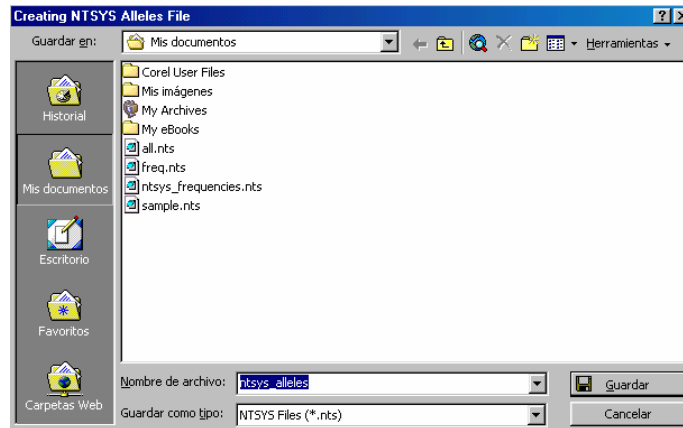 Creating NTSYS Alleles File
Guardar en: Mis documentos Herramientas
Historial
Mis documentos
Escritorio
Favoritos
Carpetas Web
Corel User Files
Mis imágenes
My Archives
My eBooks
all.nts
freq.nts
ntsys_frequencies.nts
sample.nts
Nombre de archivo: ntsys_alleles Guardar
Guardar como tipo: NTSYS Files (*.nts) Cancelar